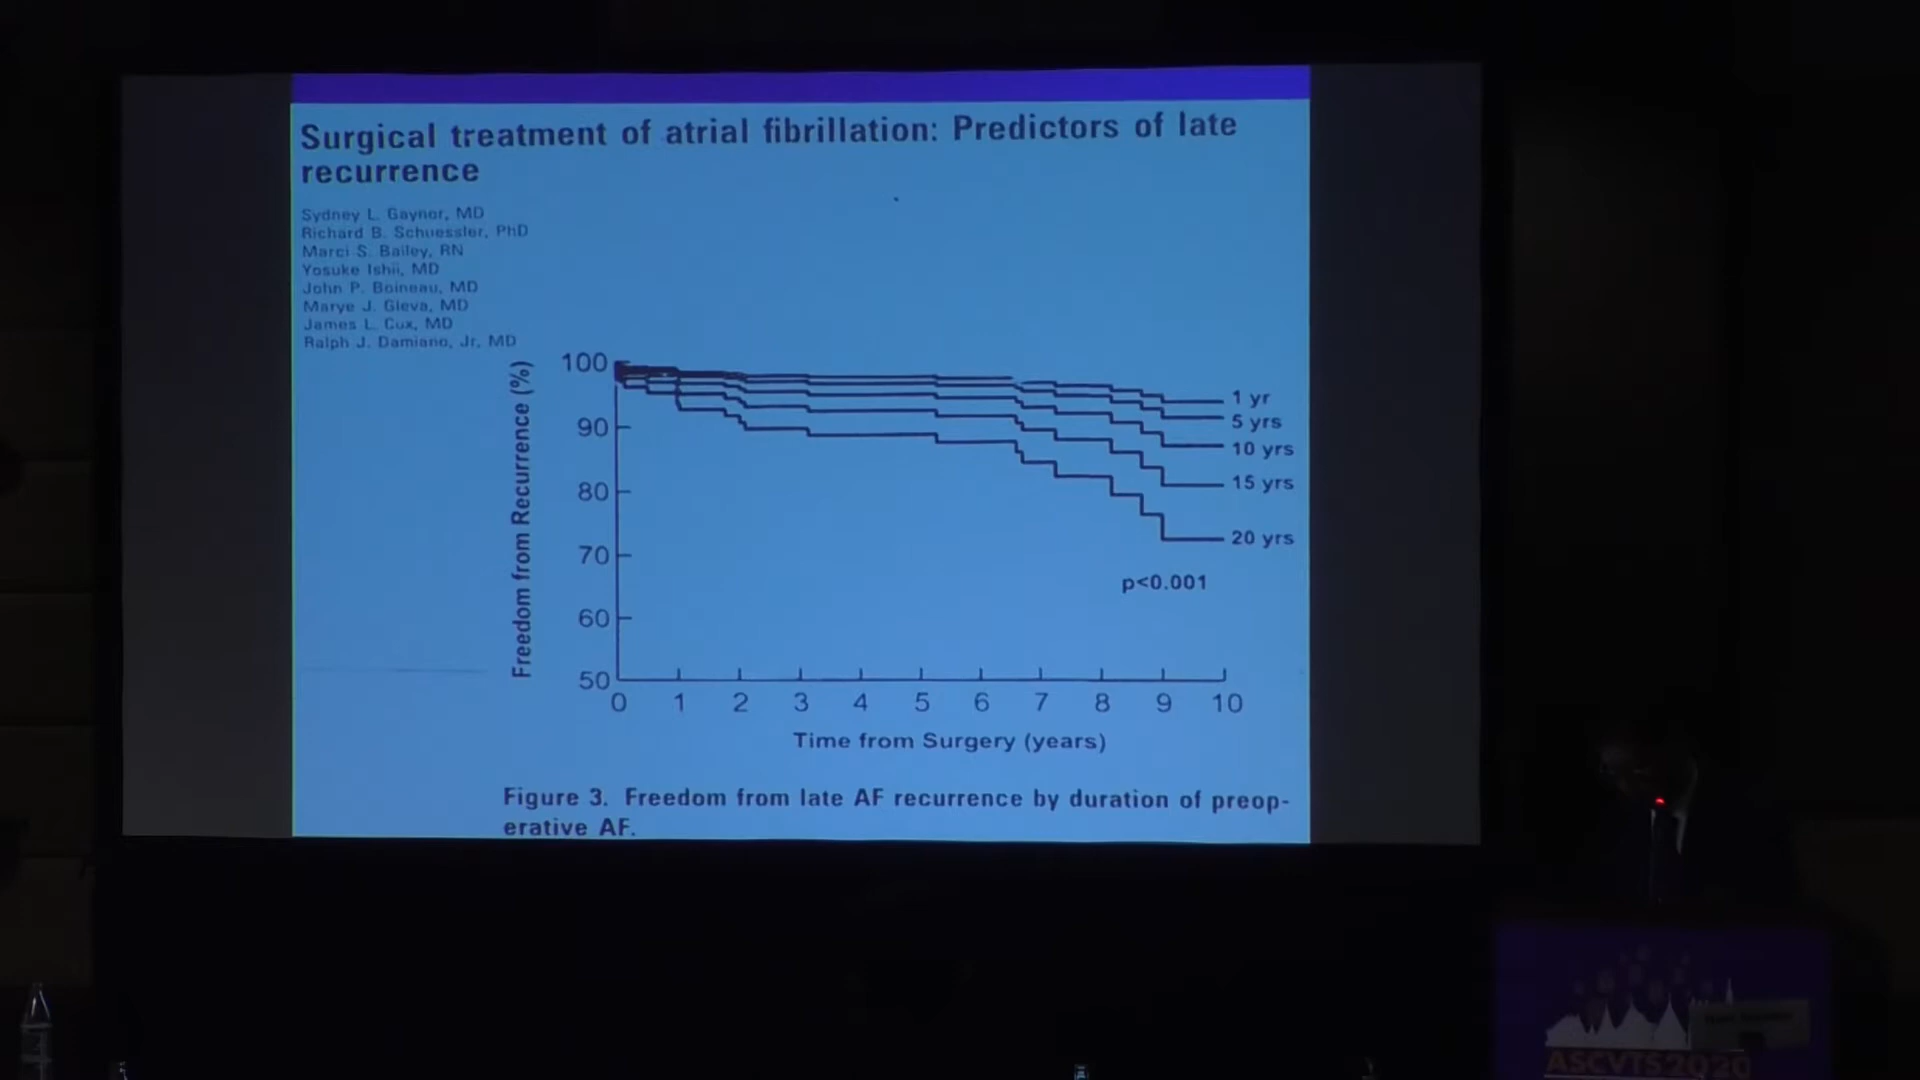 Surgical treatment of atrial fibrillation: Predictors of late
recurrence
Sydney L. Gaynor, MD
Richard B. Schuessler, PhD
Marci S. Bailey, RN
Yosuke Ishii, MD
John P. Boineau, MD
Marye J. Gleva, MD
James L. Cox, MD
Ralph J. Damiano, Jr, MD
Freedom from Recurrence (%)
100
90
80
70
60
50
1 yr
5 yrs
10 yrs
15 yrs
20 yrs
p<0.001
0 1 2 3 4 5 6 7 8 9 10
Time from Surgery (years)
Figure 3. Freedom from late AF recurrence by duration of preop-
erative AF.
ASCVTS2020